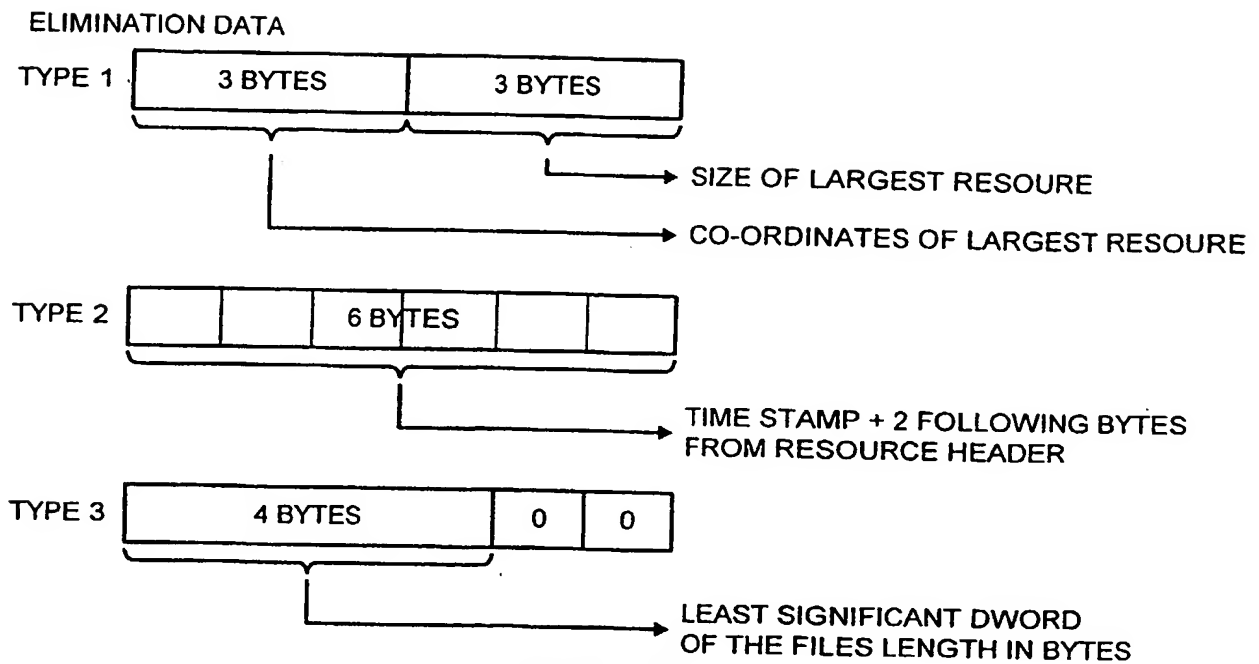 ELIMINATION DATA
TYPE 1
3 BYTES
3 BYTES
SIZE OF LARGEST RESOURE
CO-ORDINATES OF LARGEST RESOURE
TYPE 2
6 BYTES
TIME STAMP + 2 FOLLOWING BYTES
FROM RESOURCE HEADER
TYPE 3
4 BYTES
0
0
LEAST SIGNIFICANT DWORD
OF THE FILES LENGTH IN BYTES